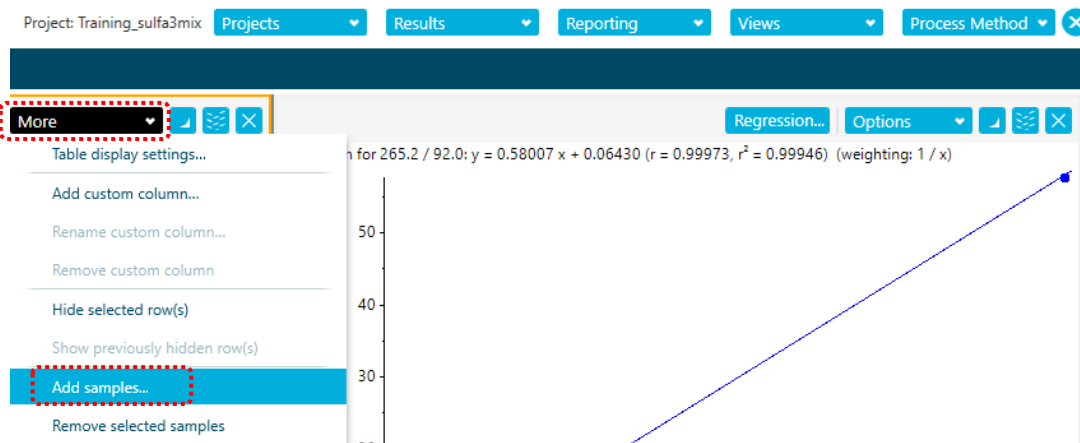 Project: Training_sulfa3mix Projects Results Reporting Views Process Method
More Regression... Options
Table display settings...
n for 265.2 / 92.0: y = 0.58007 x + 0.06430 (r = 0.99973, r² = 0.99946) (weighting: 1 / x)
Add custom column...
Rename custom column...
50
Remove custom column
Hide selected row(s)
40
Show previously hidden row(s)
30
Add samples...
Remove selected samples